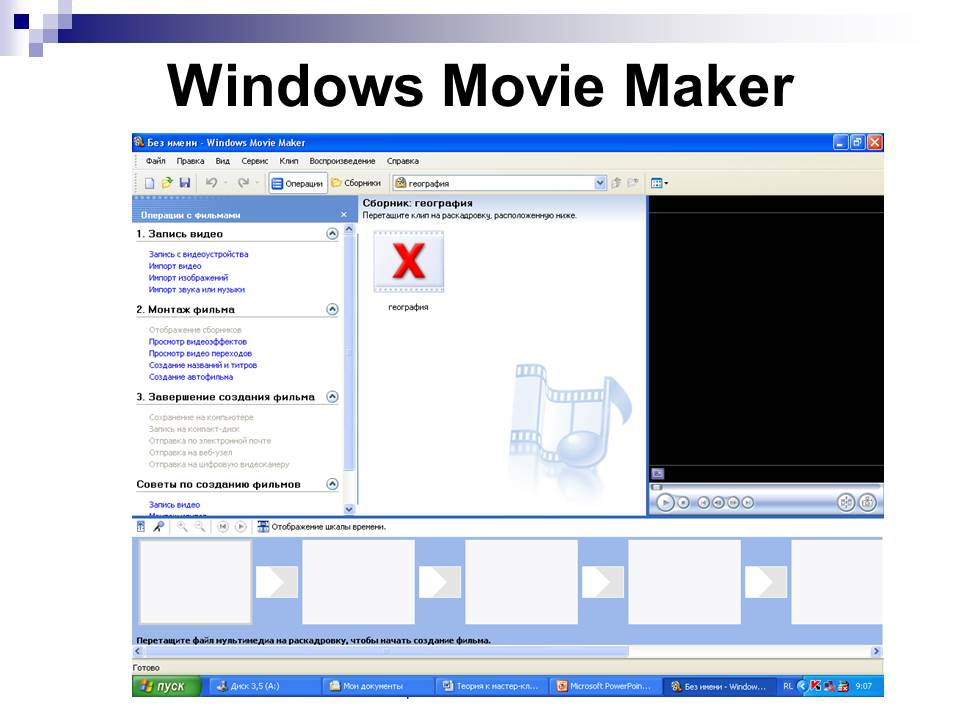 Windows Movie Maker
Без имени - Windows Movie Maker
Файл Правка Вид Сервис Клип Воспроизведение Справка
Операции Сборники география
Операции с фильмами
1. Запись видео
Запись с видеоустройства
Импорт видео
Импорт изображений
Импорт звука или музыки
2. Монтаж фильма
Отображение сборников
Просмотр видеоэффектов
Просмотр видео переходов
Создание названий и титров
Создание автофильма
3. Завершение создания фильма
Сохранение на компьютере
Запись на компакт-диск
Отправка по электронной почте
Отправка на веб-узел
Отправка на цифровую видеокамеру
Советы по созданию фильмов
Запись видео
Сборник: география
Перетащите клип на раскадровку, расположенную ниже.
география
Отображение шкалы времени.
Перетащите файл мультимедиа на раскадровку, чтобы начать создание фильма.
Готово
пуск Диск 3,5 (A:) Мои документы Теория к мастер-кл... Microsoft PowerPoin... Без имени - Window... RL 9:07